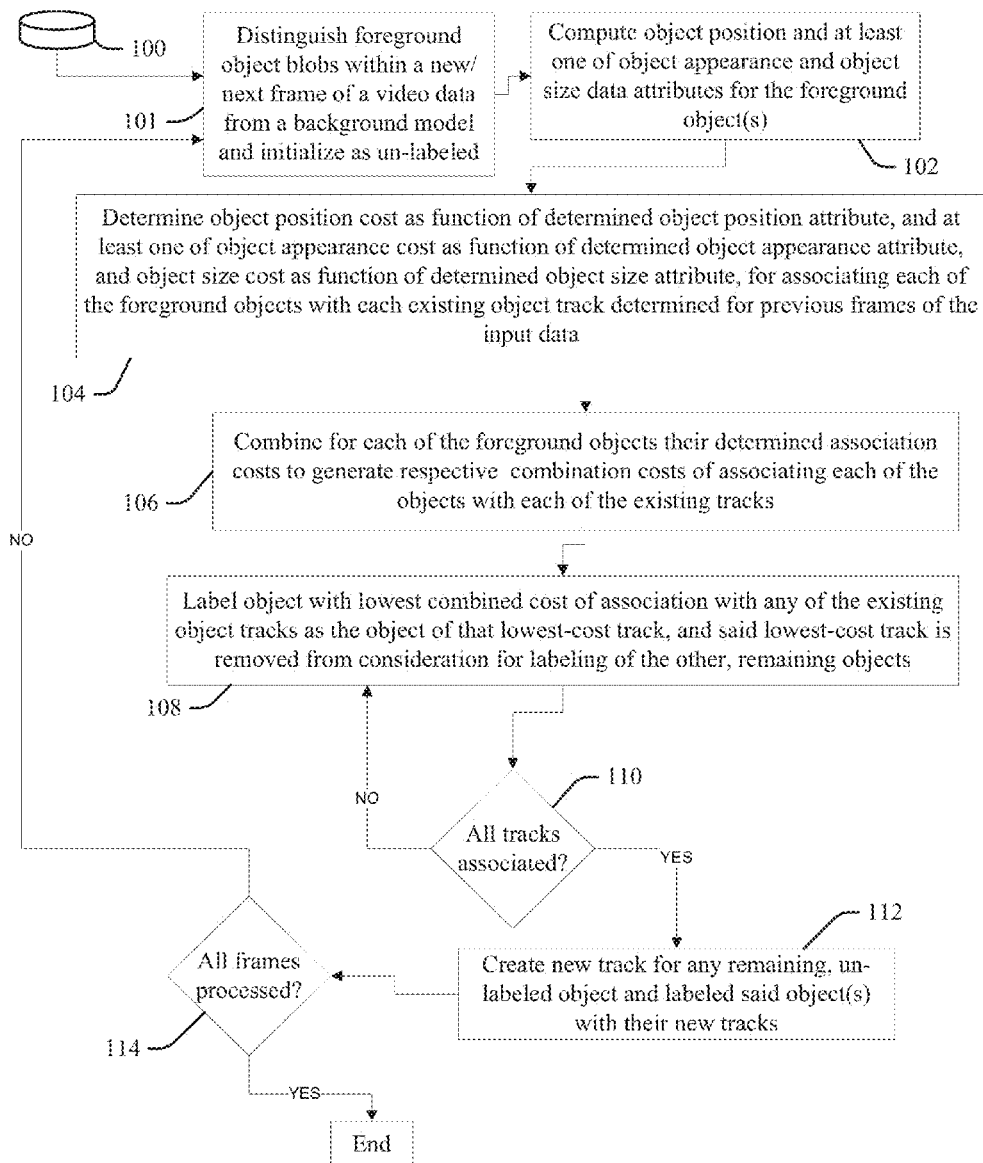 100
Distinguish foreground
object blobs within a new/
next frame of a video data
from a background model
and initialize as un-labeled
101
Compute object position and at least
one of object appearance and object
size data attributes for the foreground
object(s)
102
Determine object position cost as function of determined object position attribute, and at
least one of object appearance cost as function of determined object appearance attribute,
and object size cost as function of determined object size attribute, for associating each of
the foreground objects with each existing object track determined for previous frames of the
input data
104
Combine for each of the foreground objects their determined association
costs to generate respective combination costs of associating each of the
objects with each of the existing tracks
106
NO
Label object with lowest combined cost of association with any of the existing
object tracks as the object of that lowest-cost track, and said lowest-cost track is
removed from consideration for labeling of the other, remaining objects
108
110
NO
All tracks
associated?
YES
112
Create new track for any remaining, un-
labeled object and labeled said object(s)
with their new tracks
All frames
processed?
114
YES
End